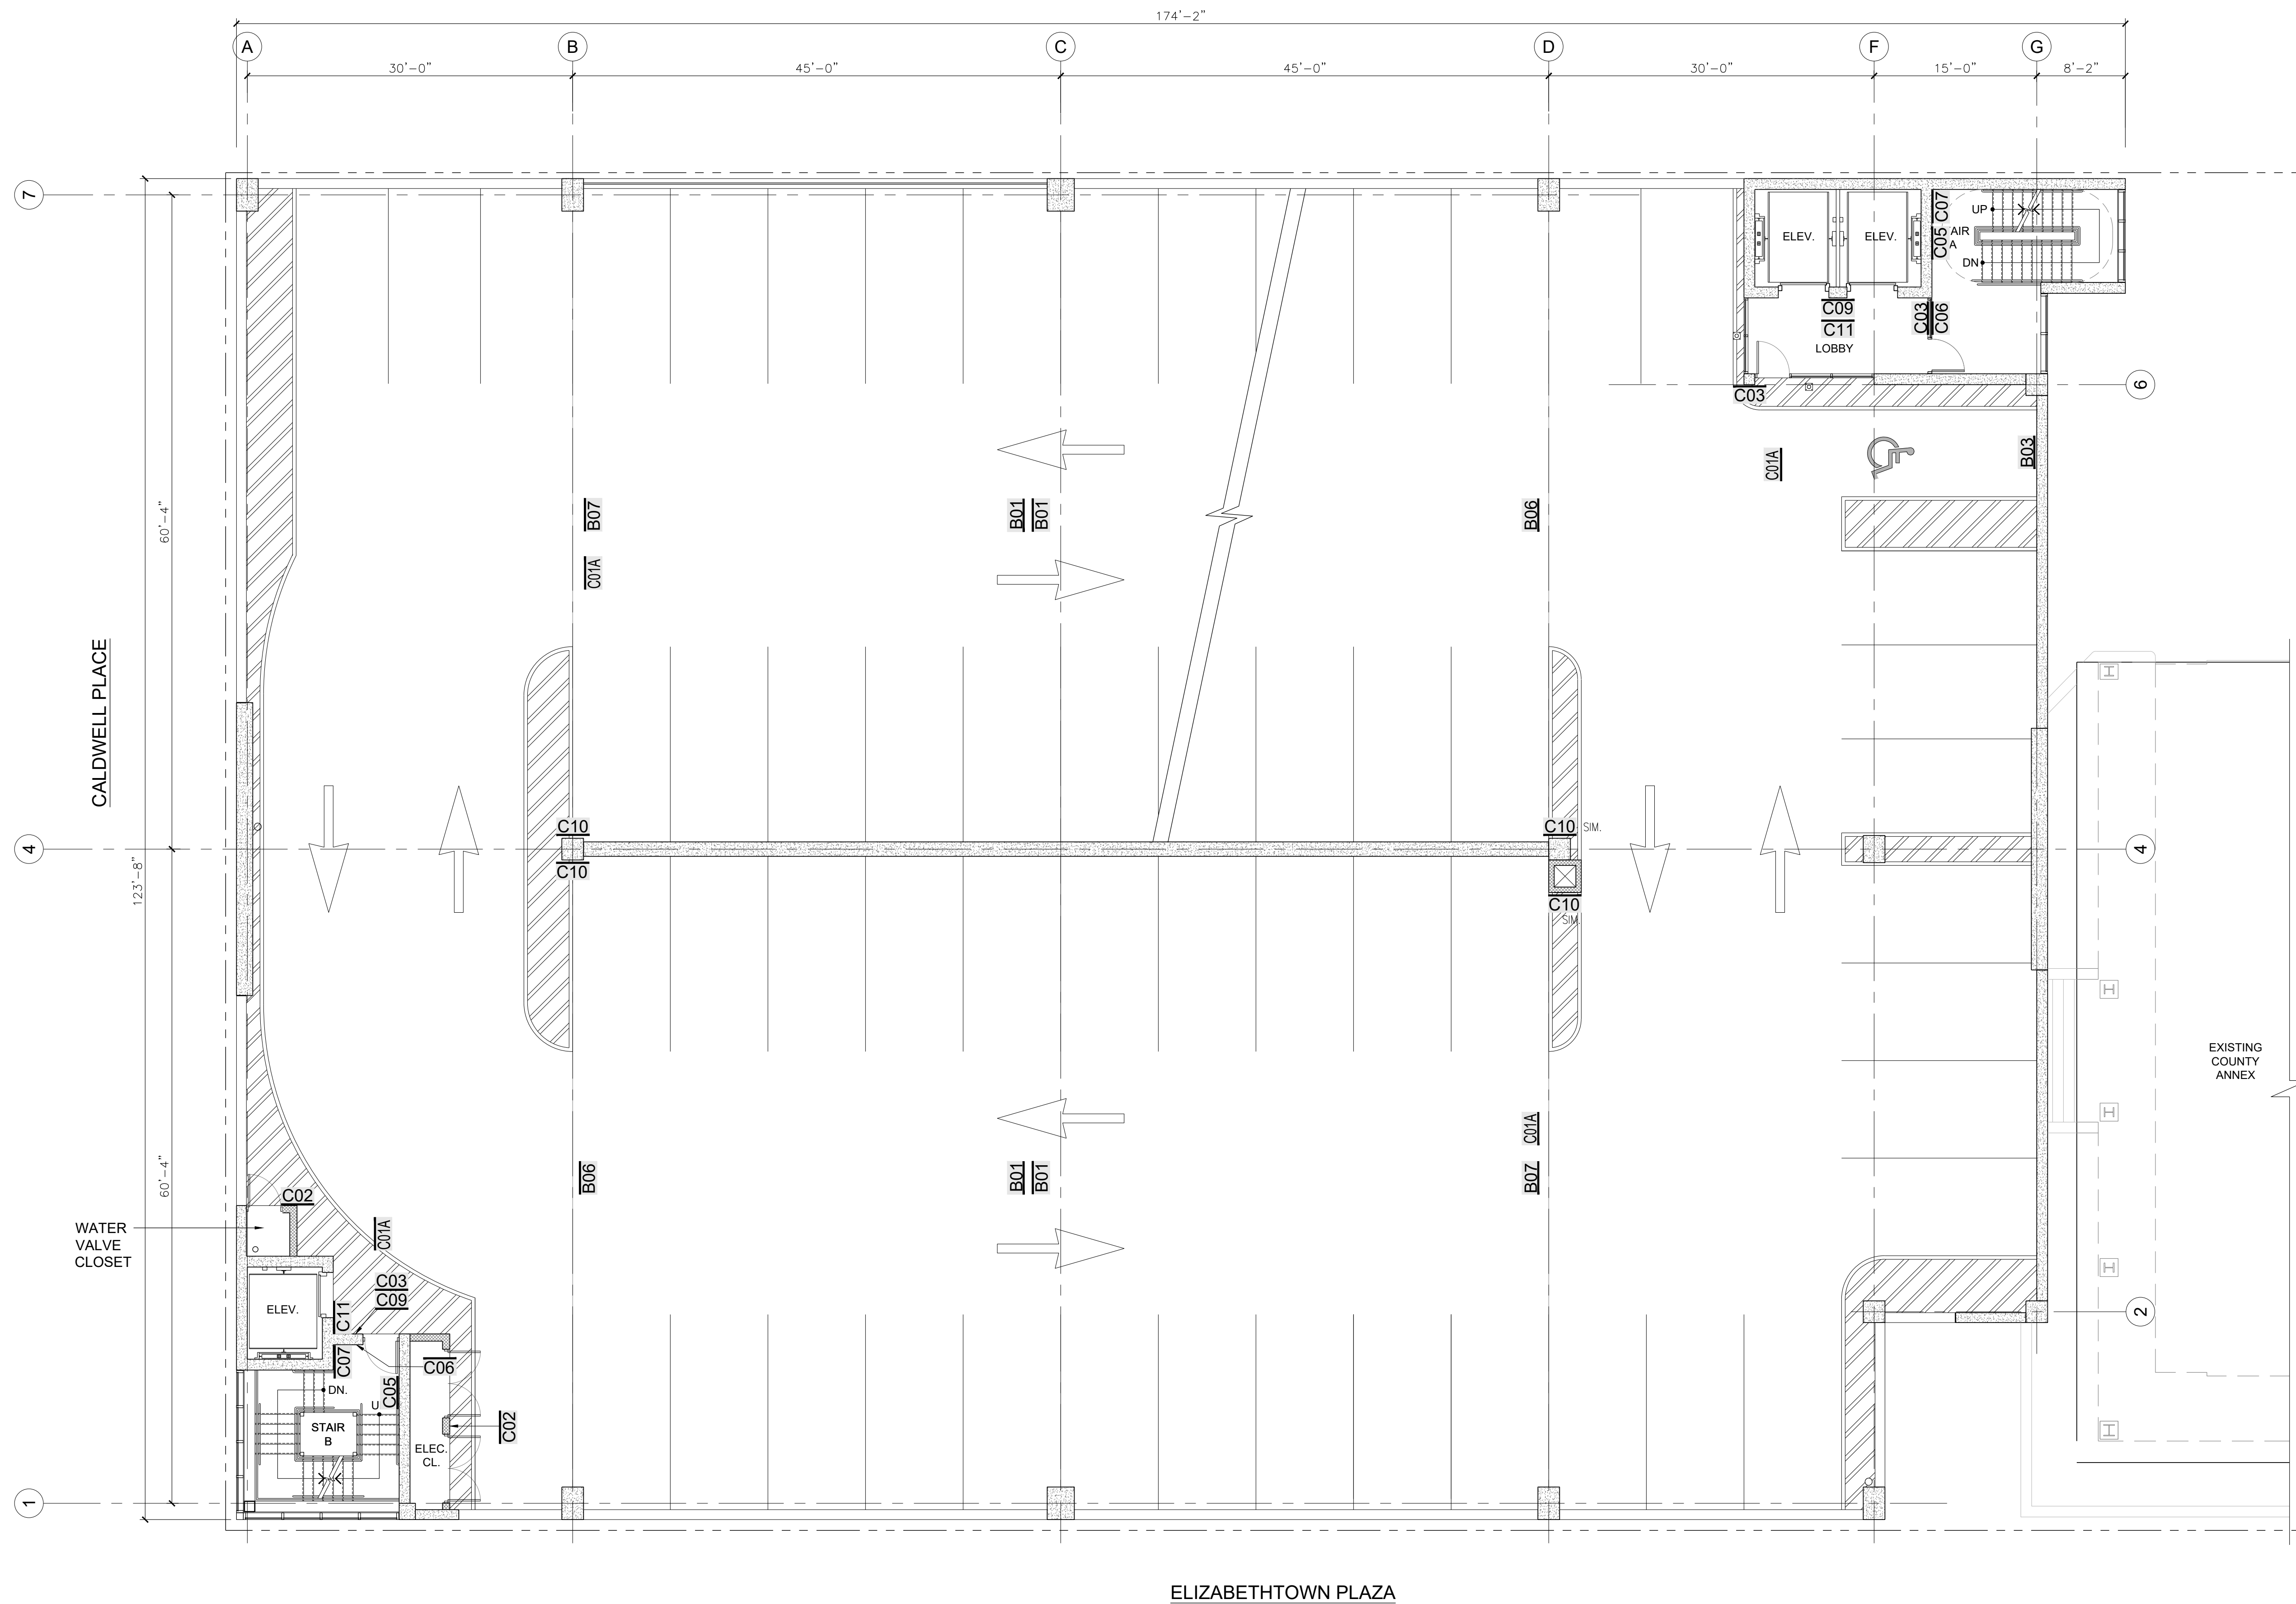 174'-2"
A
B
C
D
F
G
30'-0"
45'-0"
45'-0"
30'-0"
15'-0"
8'-2"
7
ELEV.
ELEV.
C07
C05
UP
AIR
A
DN
C09
C11
LOBBY
C03
C06
C03
6
C01A
B03
60'-4"
B07
B01
B01
B06
C01A
CALDWELL PLACE
4
123'-8"
C10
C10
C10
SIM.
C10
SIM.
4
EXISTING
COUNTY
ANNEX
C01A
60'-4"
B06
B01
B01
B07
C02
WATER
VALVE
CLOSET
C01A
C03
C09
ELEV.
C11
C07
C06
C05
DN.
U
STAIR
B
C02
ELEC.
CL.
2
1
H
H
H
H
H
ELIZABETHTOWN PLAZA